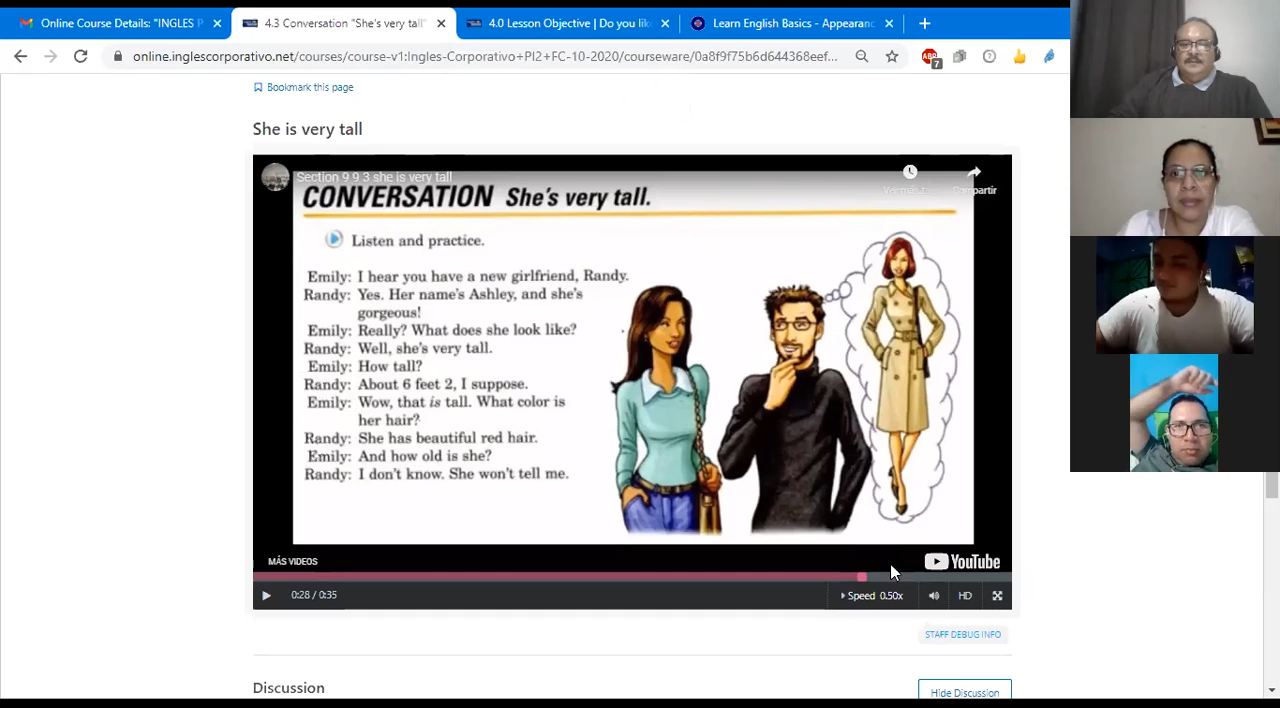 Online Course Details: "INGLES P
4.3 Conversation "She's very tall"
4.0 Lesson Objective | Do you lik
Learn English Basics - Appearanc
online.inglescorporativo.net/courses/course-v1:Ingles-Corporativo+PI2+FC-10-2020/courseware/0a8f9f75b6d644368eef...
7
Bookmark this page
She is very tall
Section 9 9 3 she is very tall
Compartir
CONVERSATION She's very tall.
Listen and practice.
Emily: I hear you have a new girlfriend, Randy.
Randy: Yes. Her name's Ashley, and she's
gorgeous!
Emily: Really? What does she look like?
Randy: Well, she's very tall.
Emily: How tall?
Randy: About 6 feet 2, I suppose.
Emily: Wow, that is tall. What color is
her hair?
Randy: She has beautiful red hair.
Emily: And how old is she?
Randy: I don't know. She won't tell me.
MÁS VIDEOS
YouTube
0:28 / 0:35
Speed 0.50x
HD
STAFF DEBUG INFO
Discussion
Hide Discussion